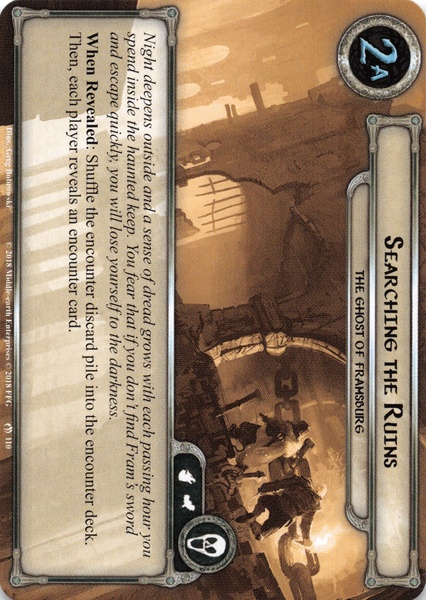 2A
Searching the Ruins
THE GHOST OF FRAMSBURG
Night deepens outside and a sense of dread grows with each passing hour you
spend inside the haunted keep. You fear that if you don't find Fram's sword
and escape quickly, you will lose yourself to the darkness.
When Revealed: Shuffle the encounter discard pile into the encounter deck.
Then, each player reveals an encounter card.
Illus. Greg Bobrowski © 2018 Middle-earth Enterprises © 2018 FFG 110